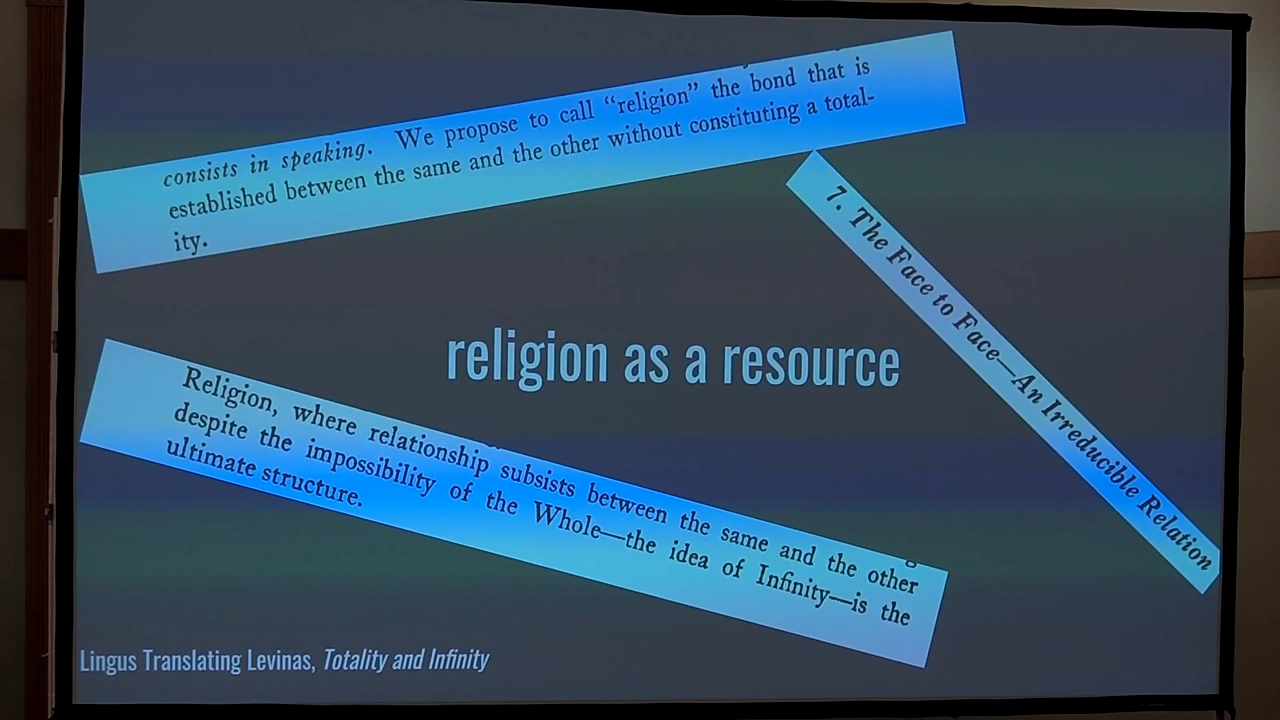 consists in speaking. We propose to call “religion” the bond that is
established between the same and the other without constituting a total-
ity.
7. The Face to Face—An Irreducible Relation
religion as a resource
Religion, where relationship subsists between the same and the other
despite the impossibility of the Whole—the idea of Infinity—is the
ultimate structure.
Lingus Translating Levinas, Totality and Infinity